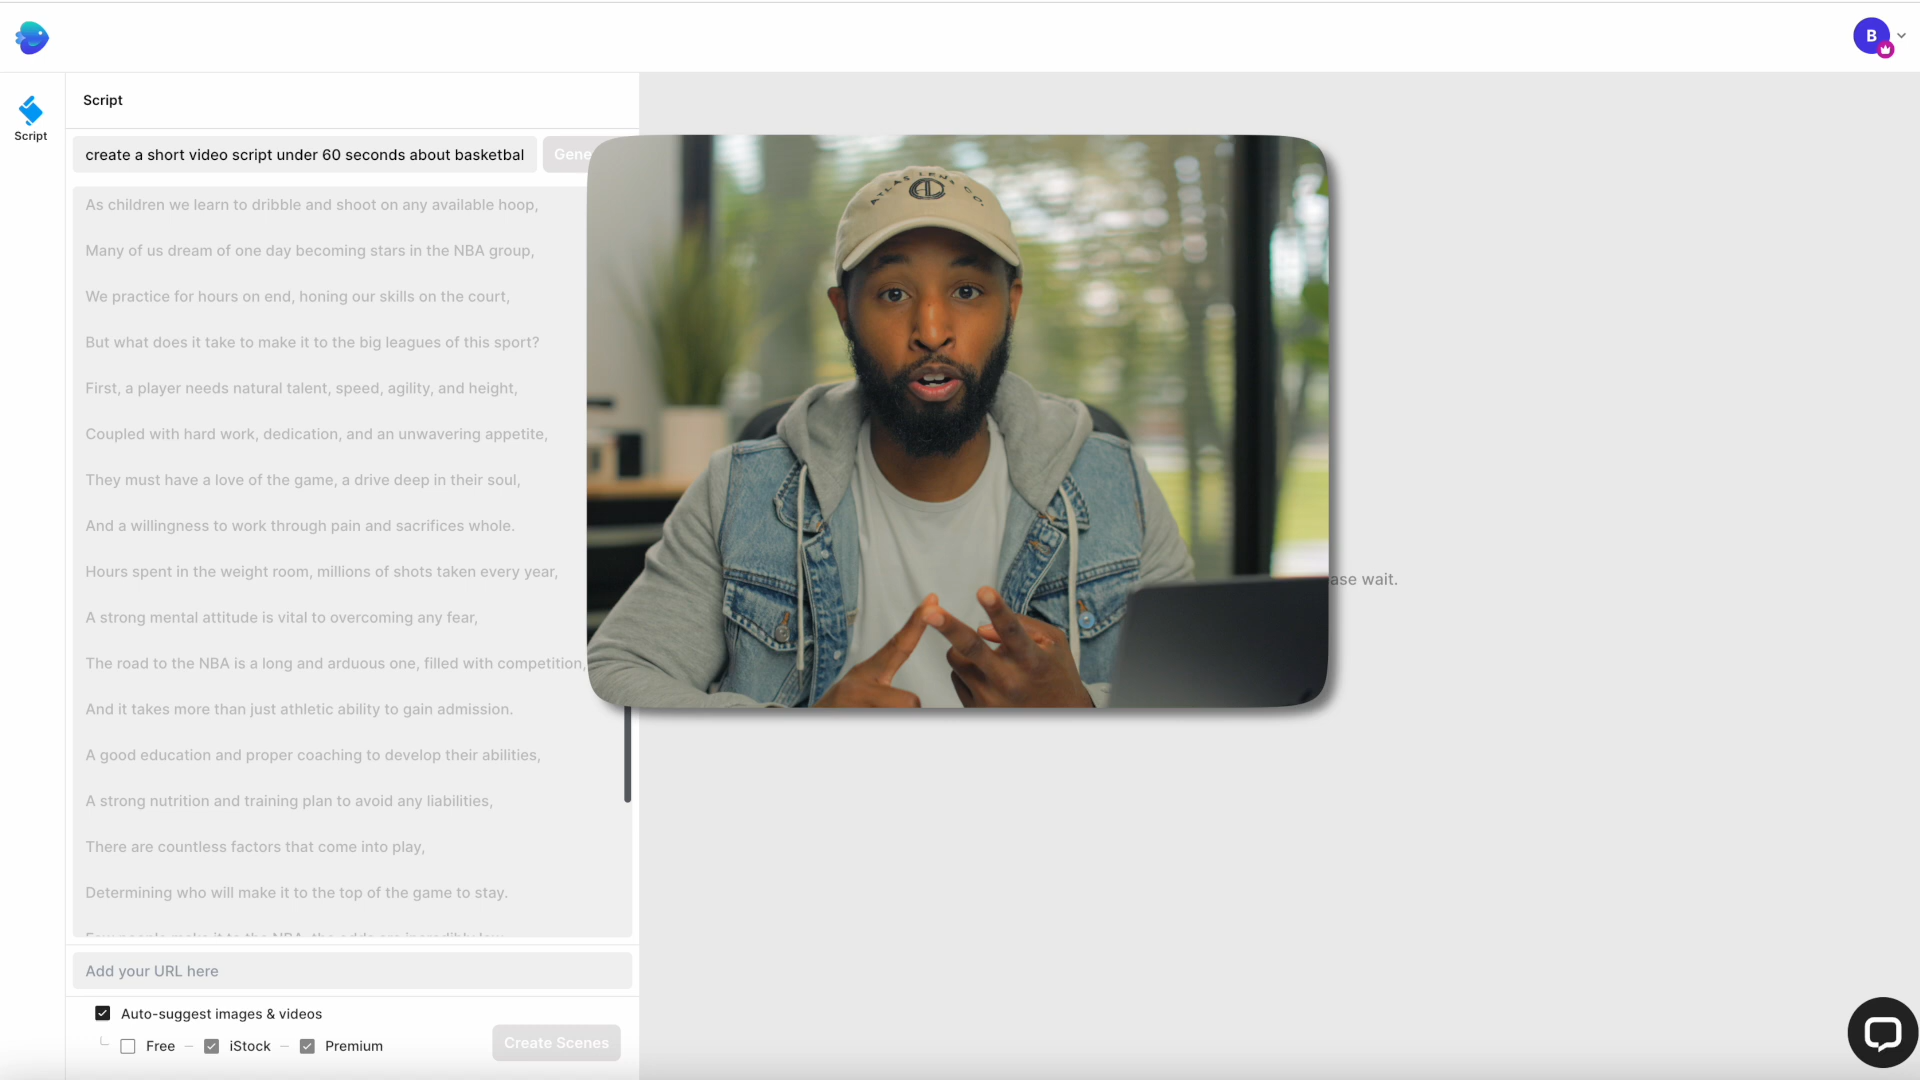 B
Script
Script
create a short video script under 60 seconds about basketbal
Gene
As children we learn to dribble and shoot on any available hoop,
Many of us dream of one day becoming stars in the NBA group,
We practice for hours on end, honing our skills on the court,
But what does it take to make it to the big leagues of this sport?
First, a player needs natural talent, speed, agility, and height,
Coupled with hard work, dedication, and an unwavering appetite,
They must have a love of the game, a drive deep in their soul,
And a willingness to work through pain and sacrifices whole.
Hours spent in the weight room, millions of shots taken every year,
A strong mental attitude is vital to overcoming any fear,
The road to the NBA is a long and arduous one, filled with competition,
And it takes more than just athletic ability to gain admission.
A good education and proper coaching to develop their abilities,
A strong nutrition and training plan to avoid any liabilities,
There are countless factors that come into play,
Determining who will make it to the top of the game to stay.
ATLAS LENS CO.
ase wait.
Add your URL here
Auto-suggest images & videos
Free
iStock
Premium
Create Scenes